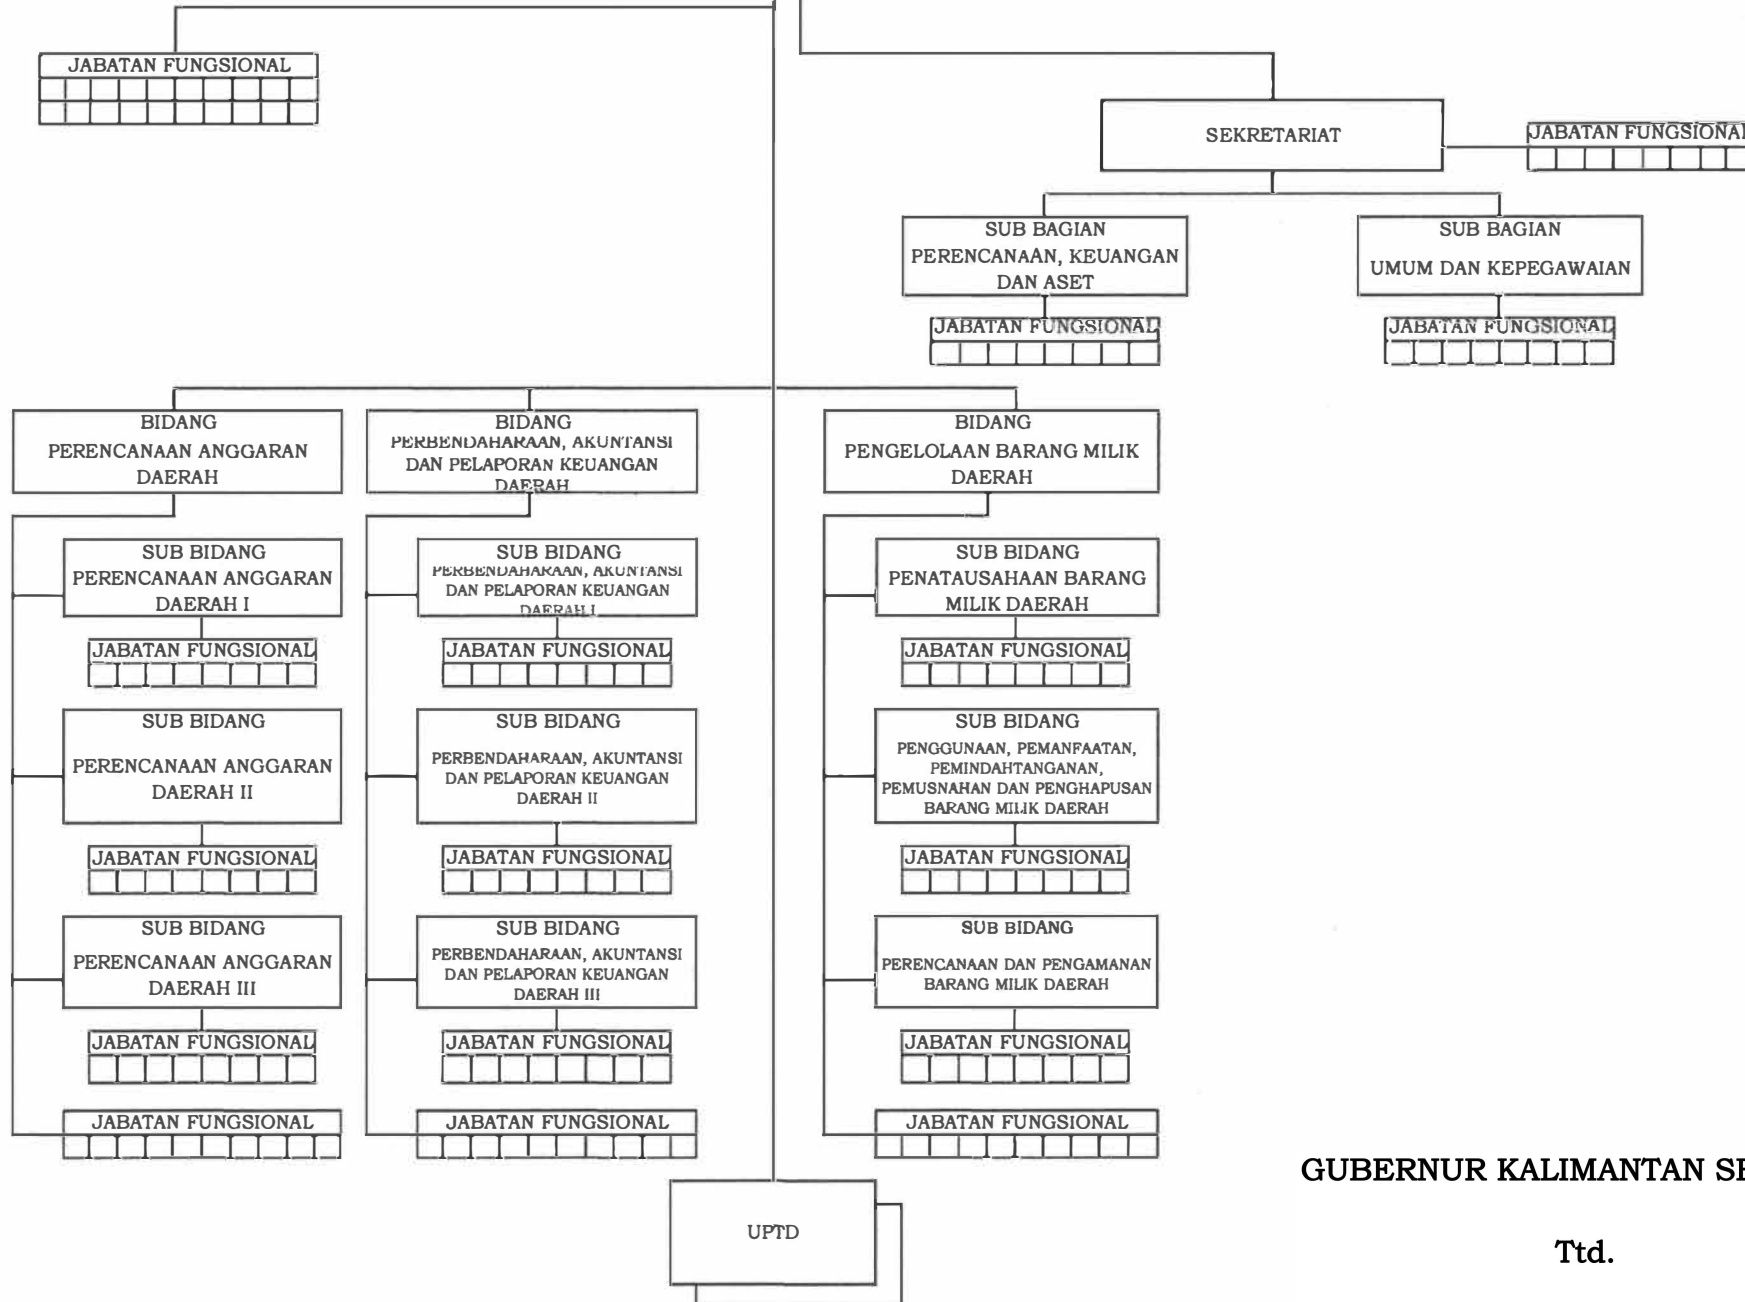 JABATAN FUNGSIONAL
SEKRETARIAT
JABATAN FUNGSIONAL
SUB BAGIAN
PERENCANAAN, KEUANGAN
DAN ASET
JABATAN FUNGSIONAL
SUB BAGIAN
UMUM DAN KEPEGAWAIAN
JABATAN FUNGSIONAL
BIDANG
PERENCANAAN ANGGARAN
DAERAH
SUB BIDANG
PERENCANAAN ANGGARAN
DAERAH I
JABATAN FUNGSIONAL
SUB BIDANG
PERENCANAAN ANGGARAN
DAERAH II
JABATAN FUNGSIONAL
SUB BIDANG
PERENCANAAN ANGGARAN
DAERAH III
JABATAN FUNGSIONAL
JABATAN FUNGSIONAL
BIDANG
PERBENDAHARAAN, AKUNTANSI
DAN PELAPORAN KEUANGAN
DAERAH
SUB BIDANG
PERBENDAHARAAN, AKUNTANSI
DAN PELAPORAN KEUANGAN
DAERAH I
JABATAN FUNGSIONAL
SUB BIDANG
PERBENDAHARAAN, AKUNTANSI
DAN PELAPORAN KEUANGAN
DAERAH II
JABATAN FUNGSIONAL
SUB BIDANG
PERBENDAHARAAN, AKUNTANSI
DAN PELAPORAN KEUANGAN
DAERAH III
JABATAN FUNGSIONAL
JABATAN FUNGSIONAL
BIDANG
PENGELOLAAN BARANG MILIK
DAERAH
SUB BIDANG
PENATAUSAHAAN BARANG
MILIK DAERAH
JABATAN FUNGSIONAL
SUB BIDANG
PENGGUNAAN, PEMANFAATAN,
PEMINDAHTANGANAN,
PEMUSNAHAN DAN PENGHAPUSAN
BARANG MILIK DAERAH
JABATAN FUNGSIONAL
SUB BIDANG
PERENCANAAN DAN PENGAMANAN
BARANG MILIK DAERAH
JABATAN FUNGSIONAL
JABATAN FUNGSIONAL
UPTD
GUBERNUR KALIMANTAN
Ttd.